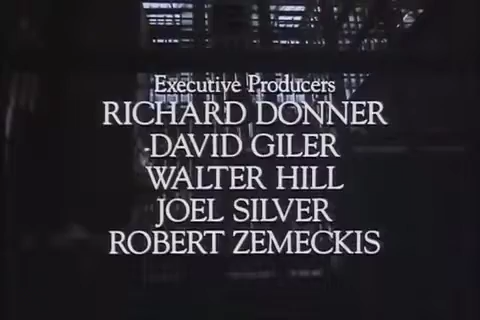 Executive Producers
RICHARD DONNER
DAVID GILER
WALTER HILL
JOEL SILVER
ROBERT ZEMECKIS